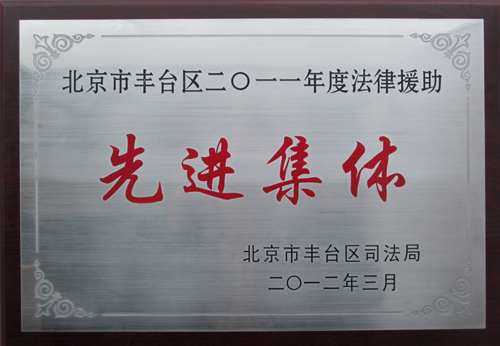 北京市丰台区二〇一一年度法律援助
先进集体
北京市丰台区司法局
二〇一二年三月